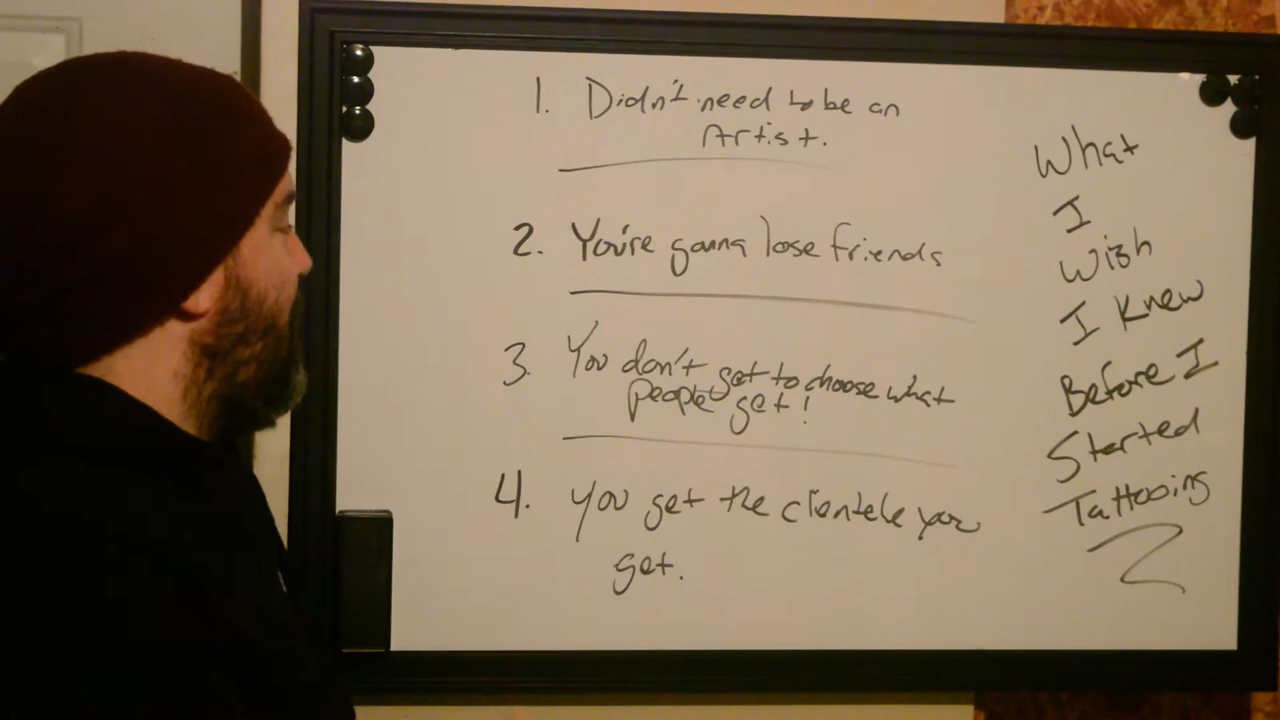 1. Didn't need to be an
Artist.
2. You're gonna lose friends
3. You don't get to choose what
people get!
4. You get the clientele you
get.
What
I
Wish
I Knew
Before I
Started
Tattooing